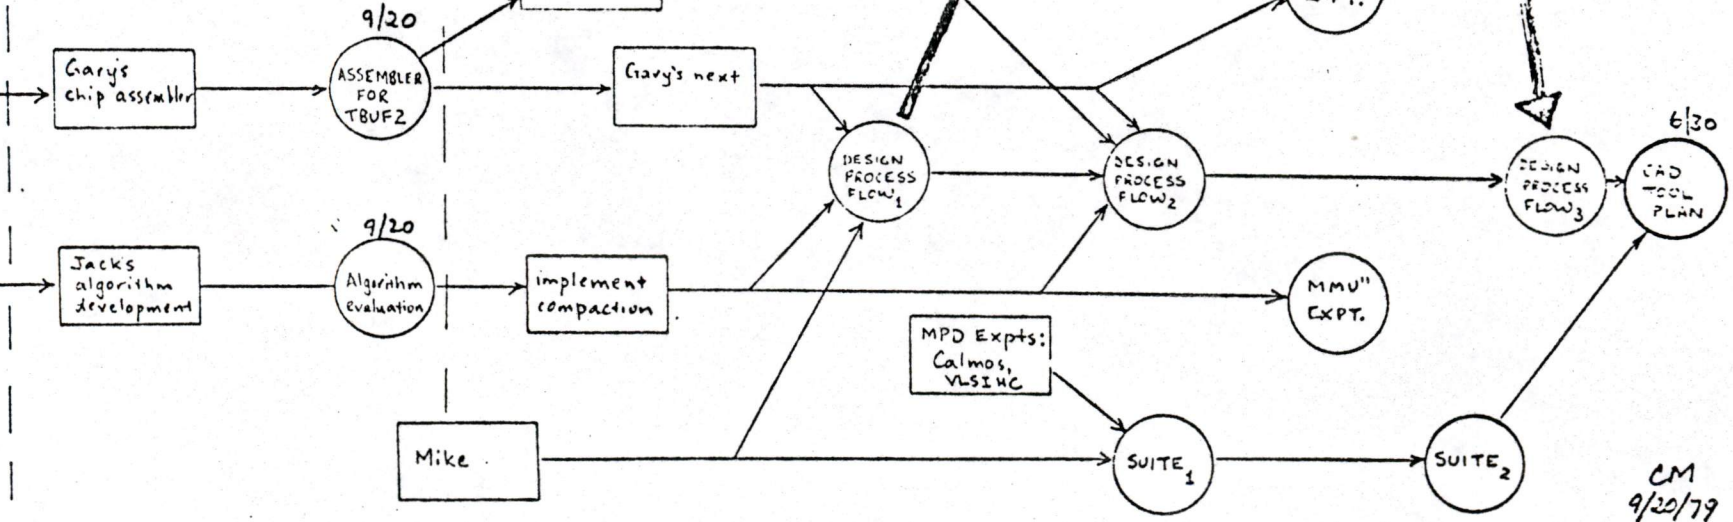 9/20
Gary's
chip assembler
ASSEMBLER
FOR
TBUF2
Gary's next
DESIGN
PROCESS
FLOW1
DESIGN
PROCESS
FLOW2
DESIGN
PROCESS
FLOW3
6/30
CAD
TOOL
PLAN
9/20
Jack's
algorithm
development
Algorithm
evaluation
implement
compaction
MMU"
EXPT.
MPD Expts:
Calmos,
VLSIHC
Mike
SUITE1
SUITE2
CM
9/20/79